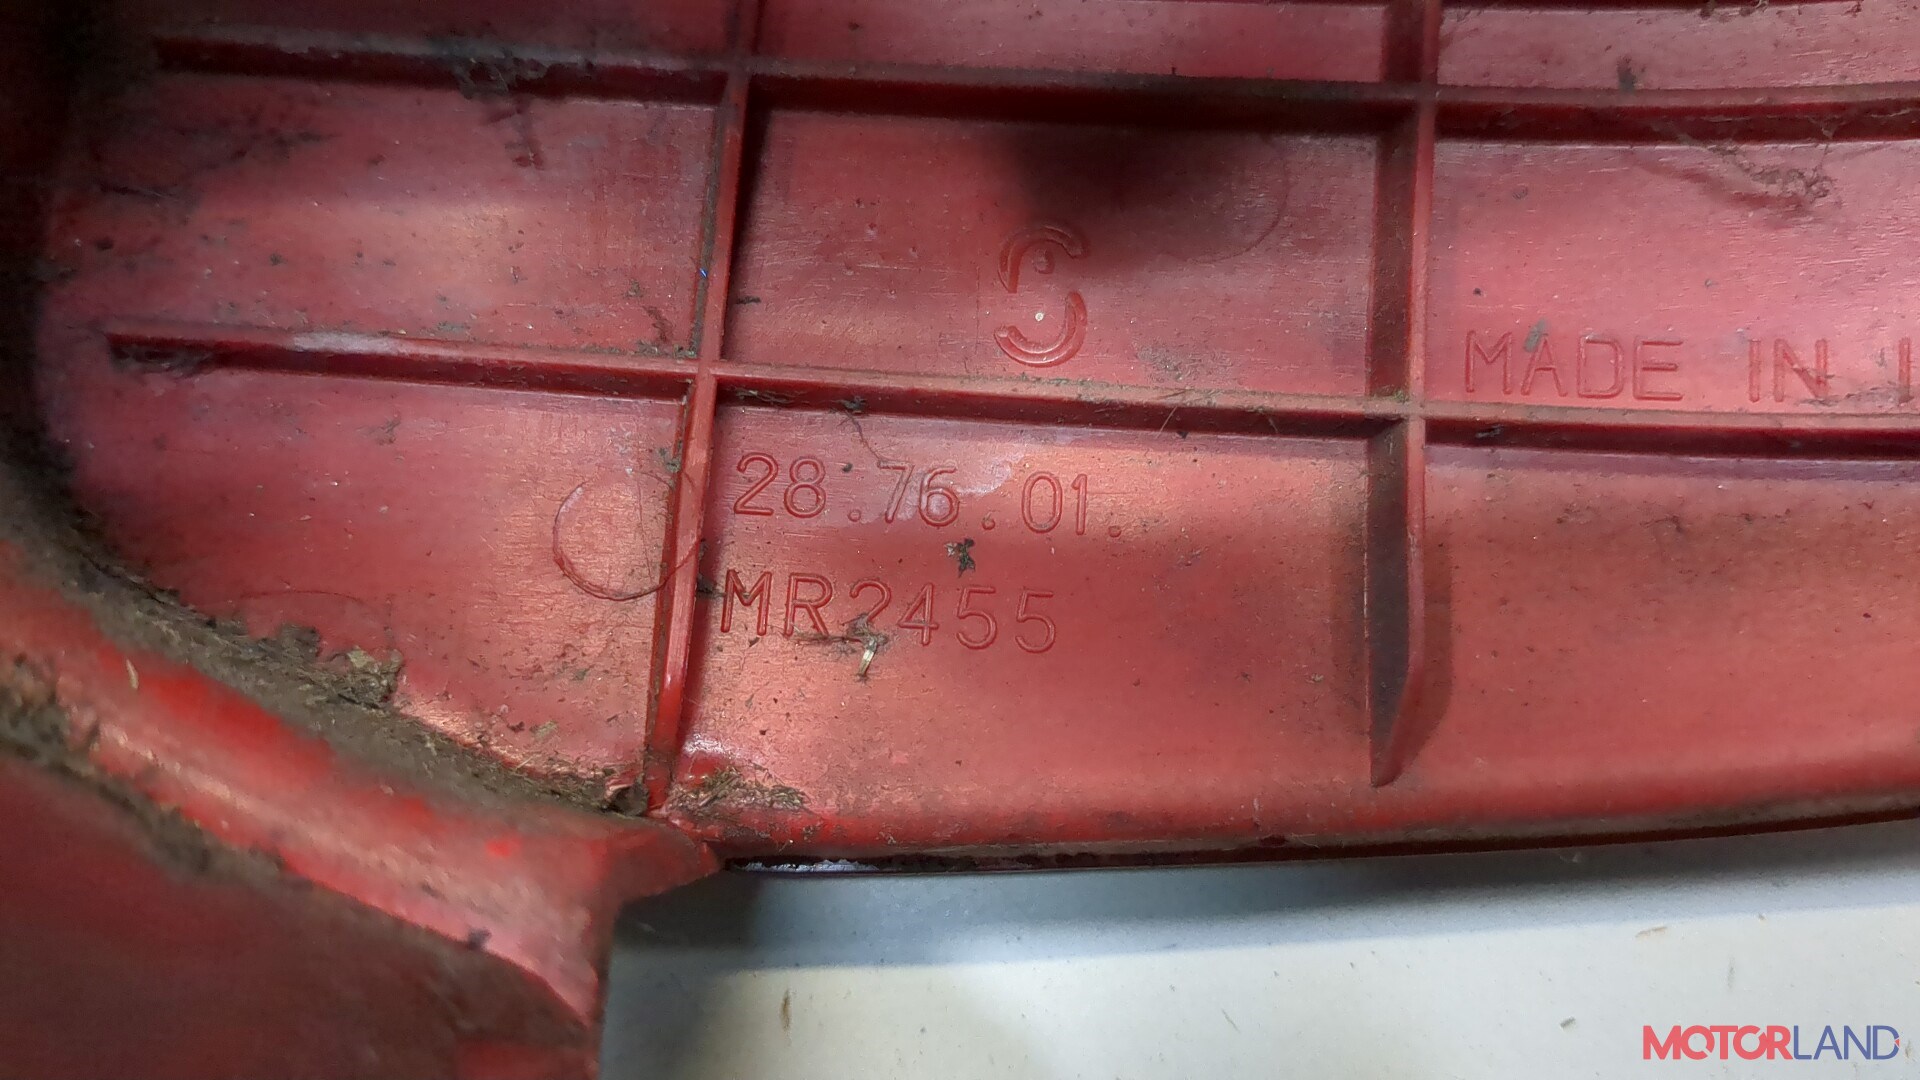 MADE IN I
28.76.01.
MR2455
MOTORLAND